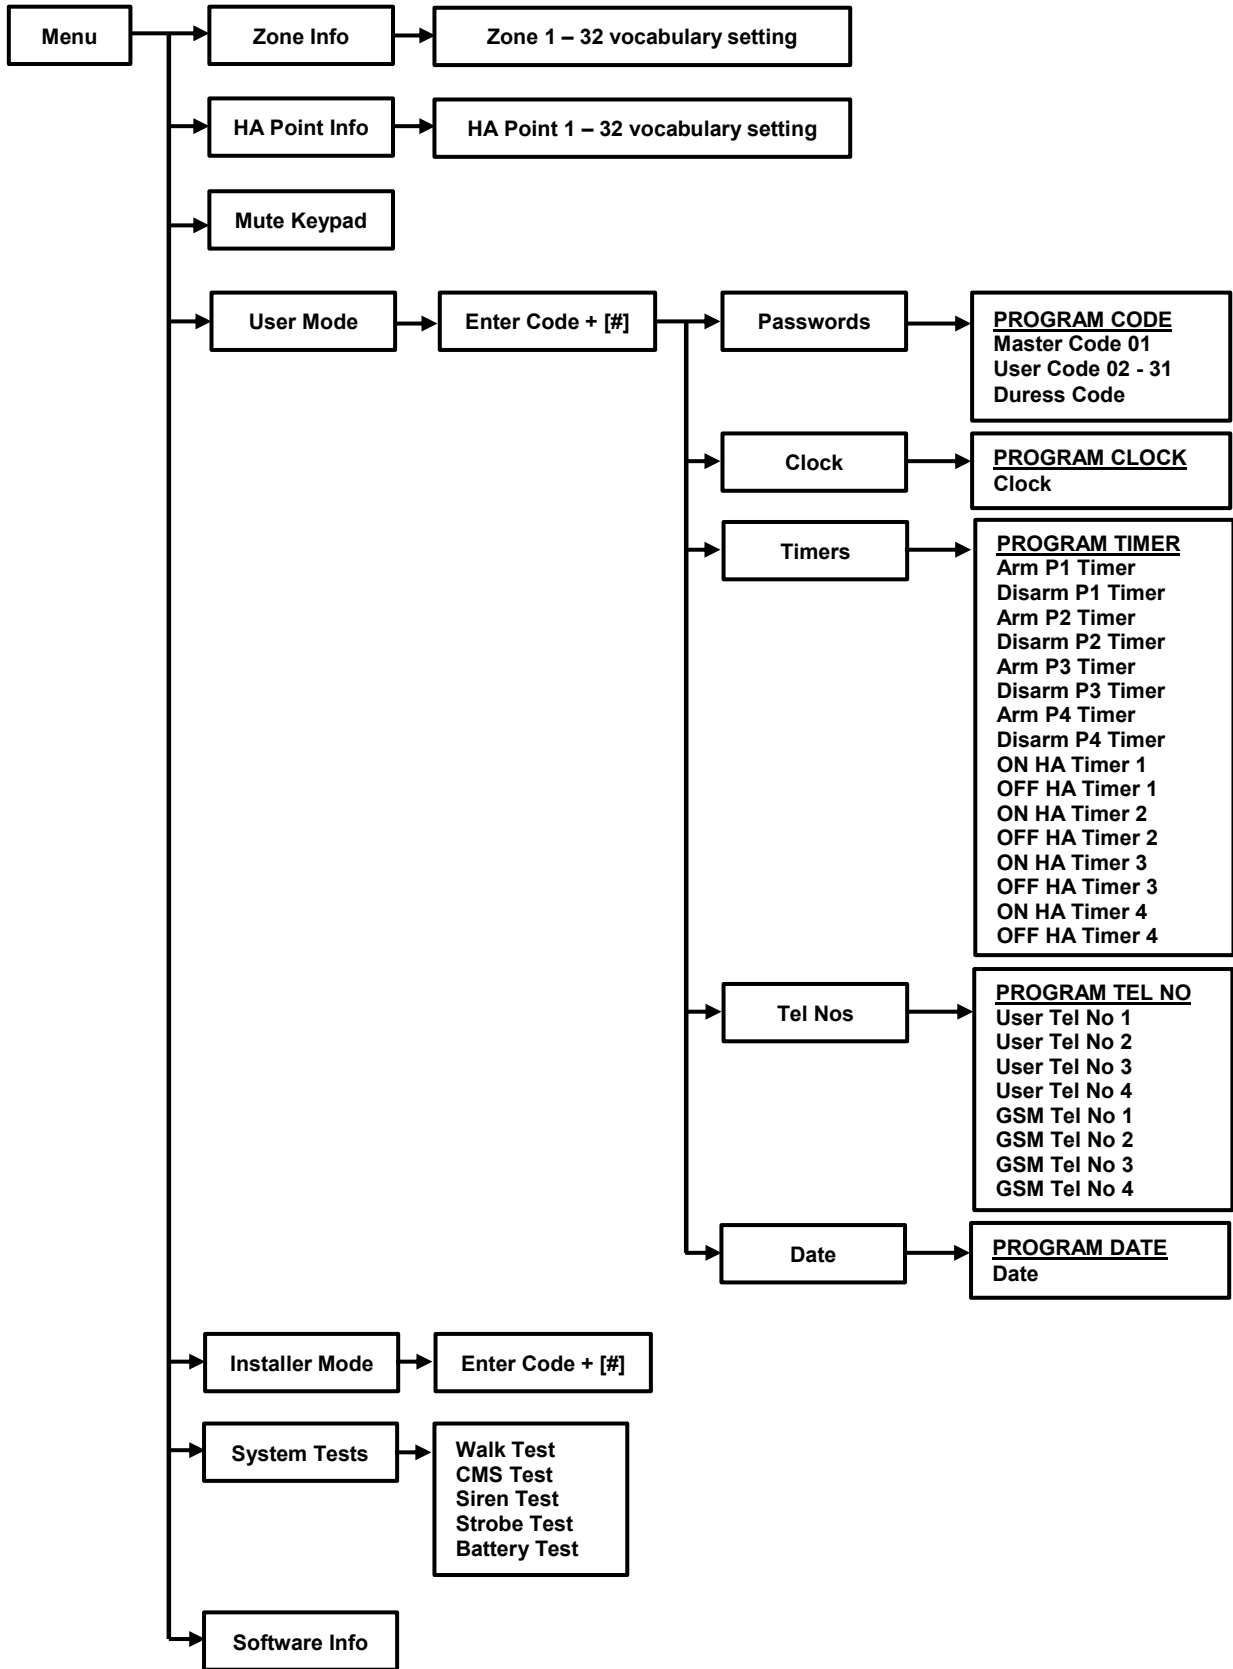 Menu
Zone Info
Zone 1 – 32 vocabulary setting
HA Point Info
HA Point 1 – 32 vocabulary setting
Mute Keypad
User Mode
Enter Code + [#]
Passwords
PROGRAM CODE
Master Code 01
User Code 02 - 31
Duress Code
Clock
PROGRAM CLOCK
Clock
Timers
PROGRAM TIMER
Arm P1 Timer
Disarm P1 Timer
Arm P2 Timer
Disarm P2 Timer
Arm P3 Timer
Disarm P3 Timer
Arm P4 Timer
Disarm P4 Timer
ON HA Timer 1
OFF HA Timer 1
ON HA Timer 2
OFF HA Timer 2
ON HA Timer 3
OFF HA Timer 3
ON HA Timer 4
OFF HA Timer 4
Tel Nos
PROGRAM TEL NO
User Tel No 1
User Tel No 2
User Tel No 3
User Tel No 4
GSM Tel No 1
GSM Tel No 2
GSM Tel No 3
GSM Tel No 4
Date
PROGRAM DATE
Date
Installer Mode
Enter Code + [#]
System Tests
Walk Test
CMS Test
Siren Test
Strobe Test
Battery Test
Software Info